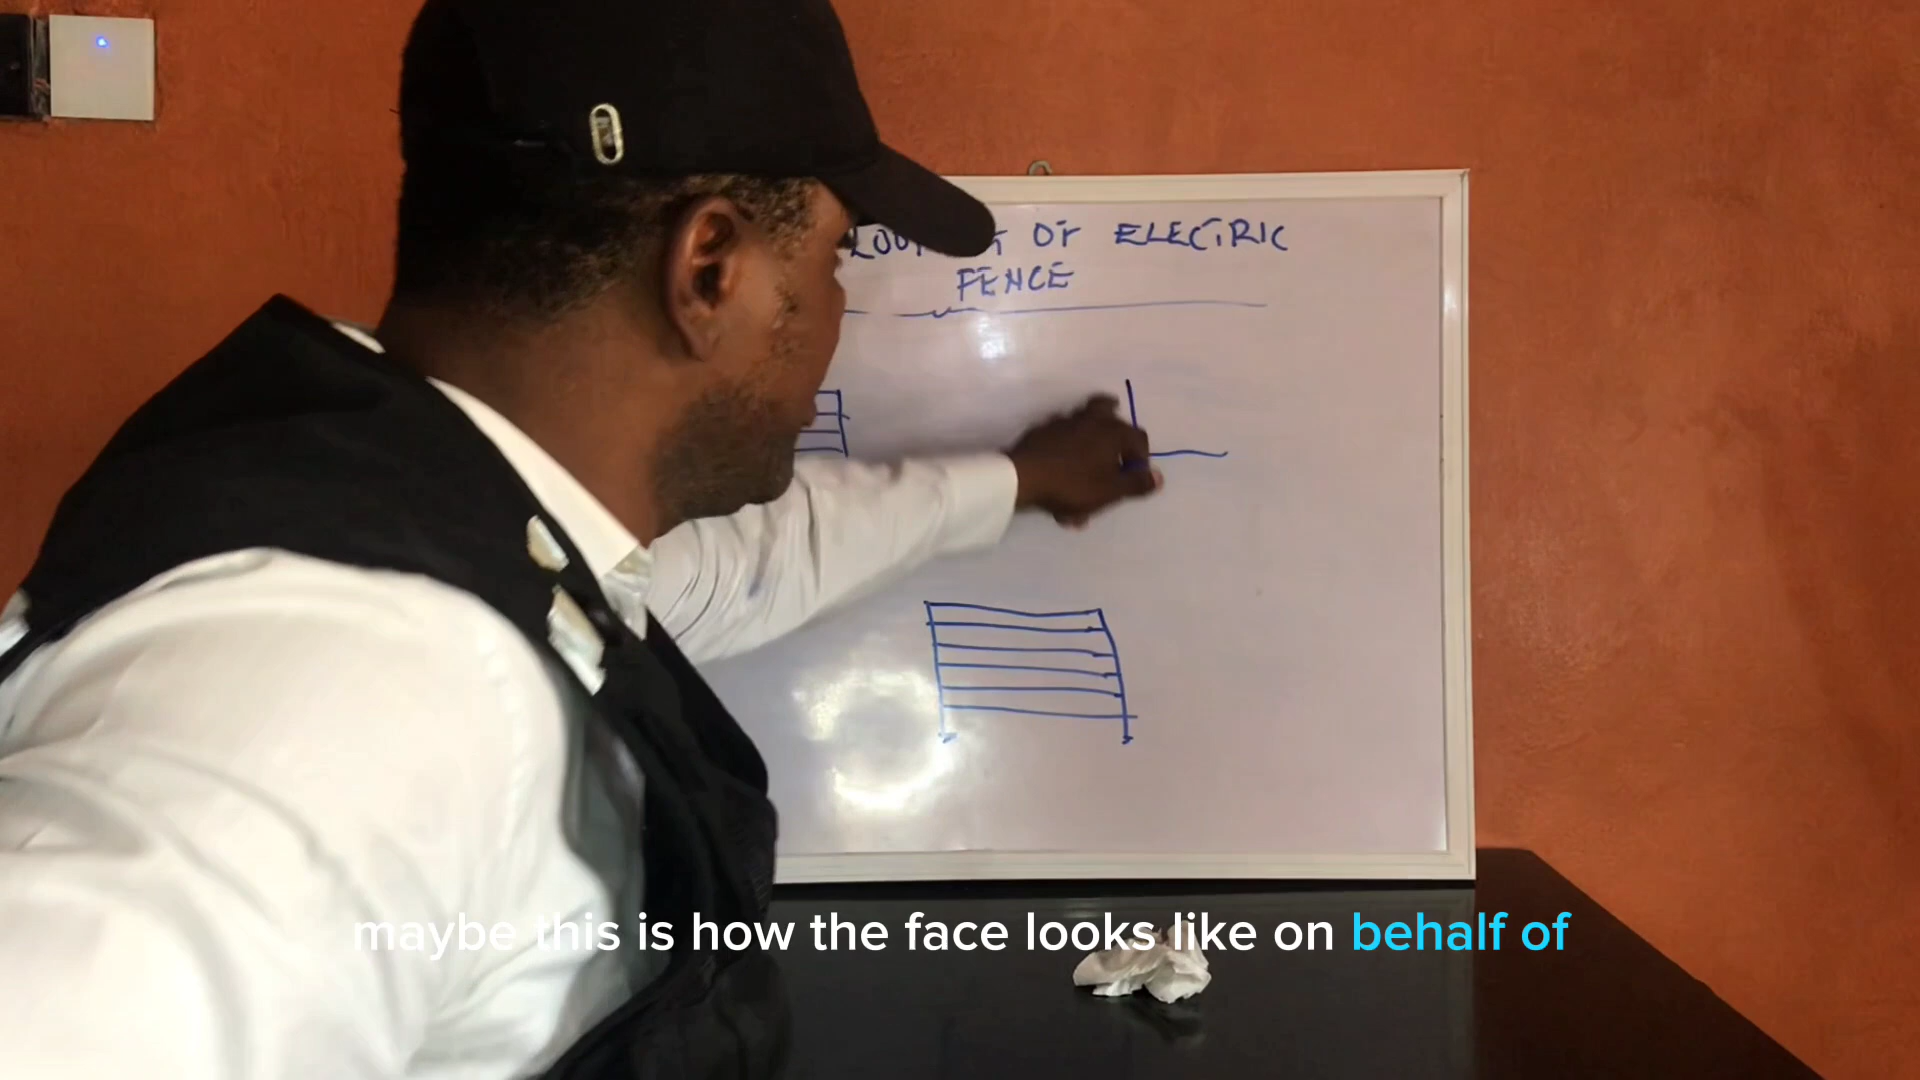 OF ELECTRIC
FENCE
maybe this is how the face looks like on behalf of